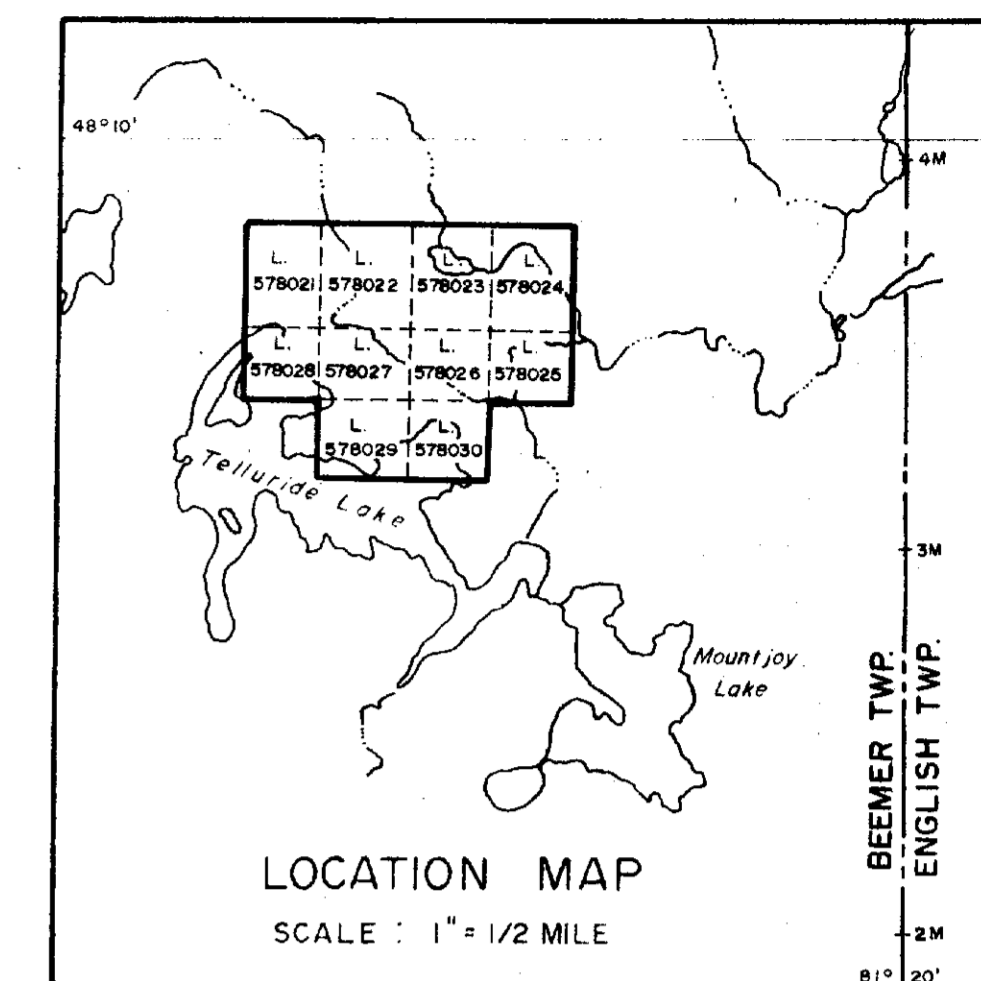 48°10'
4M
L. L. L. L.
578021 578022 578023 578024
L. L. L. L.
578028 578027 578026 578025
L. L.
578029 578030
Telluride Lake
3M
Mountjoy
Lake
BEEMER TWP.
ENGLISH TWP.
LOCATION MAP
SCALE : 1" = 1/2 MILE
2M
81° 20'